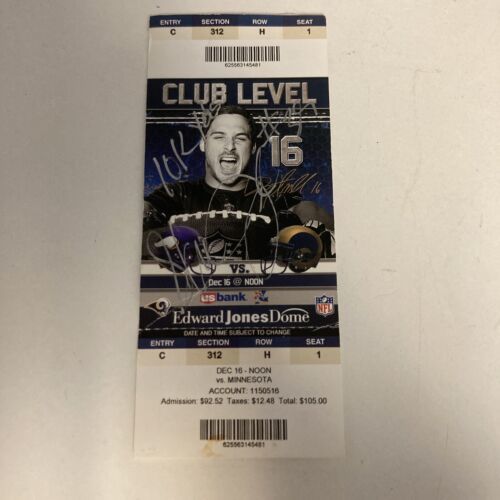 ENTRY SECTION ROW SEAT
C 312 H 1
625563145481
CLUB LEVEL
16
16
NFL
VS.
Dec 16 @ NOON
usbank
NFL
Edward Jones Dome
DATE AND TIME SUBJECT TO CHANGE
ENTRY SECTION ROW SEAT
C 312 H 1
DEC 16 - NOON
vs. MINNESOTA
ACCOUNT: 1150516
Admission: $92.52 Taxes: $12.48 Total: $105.00
625563145481